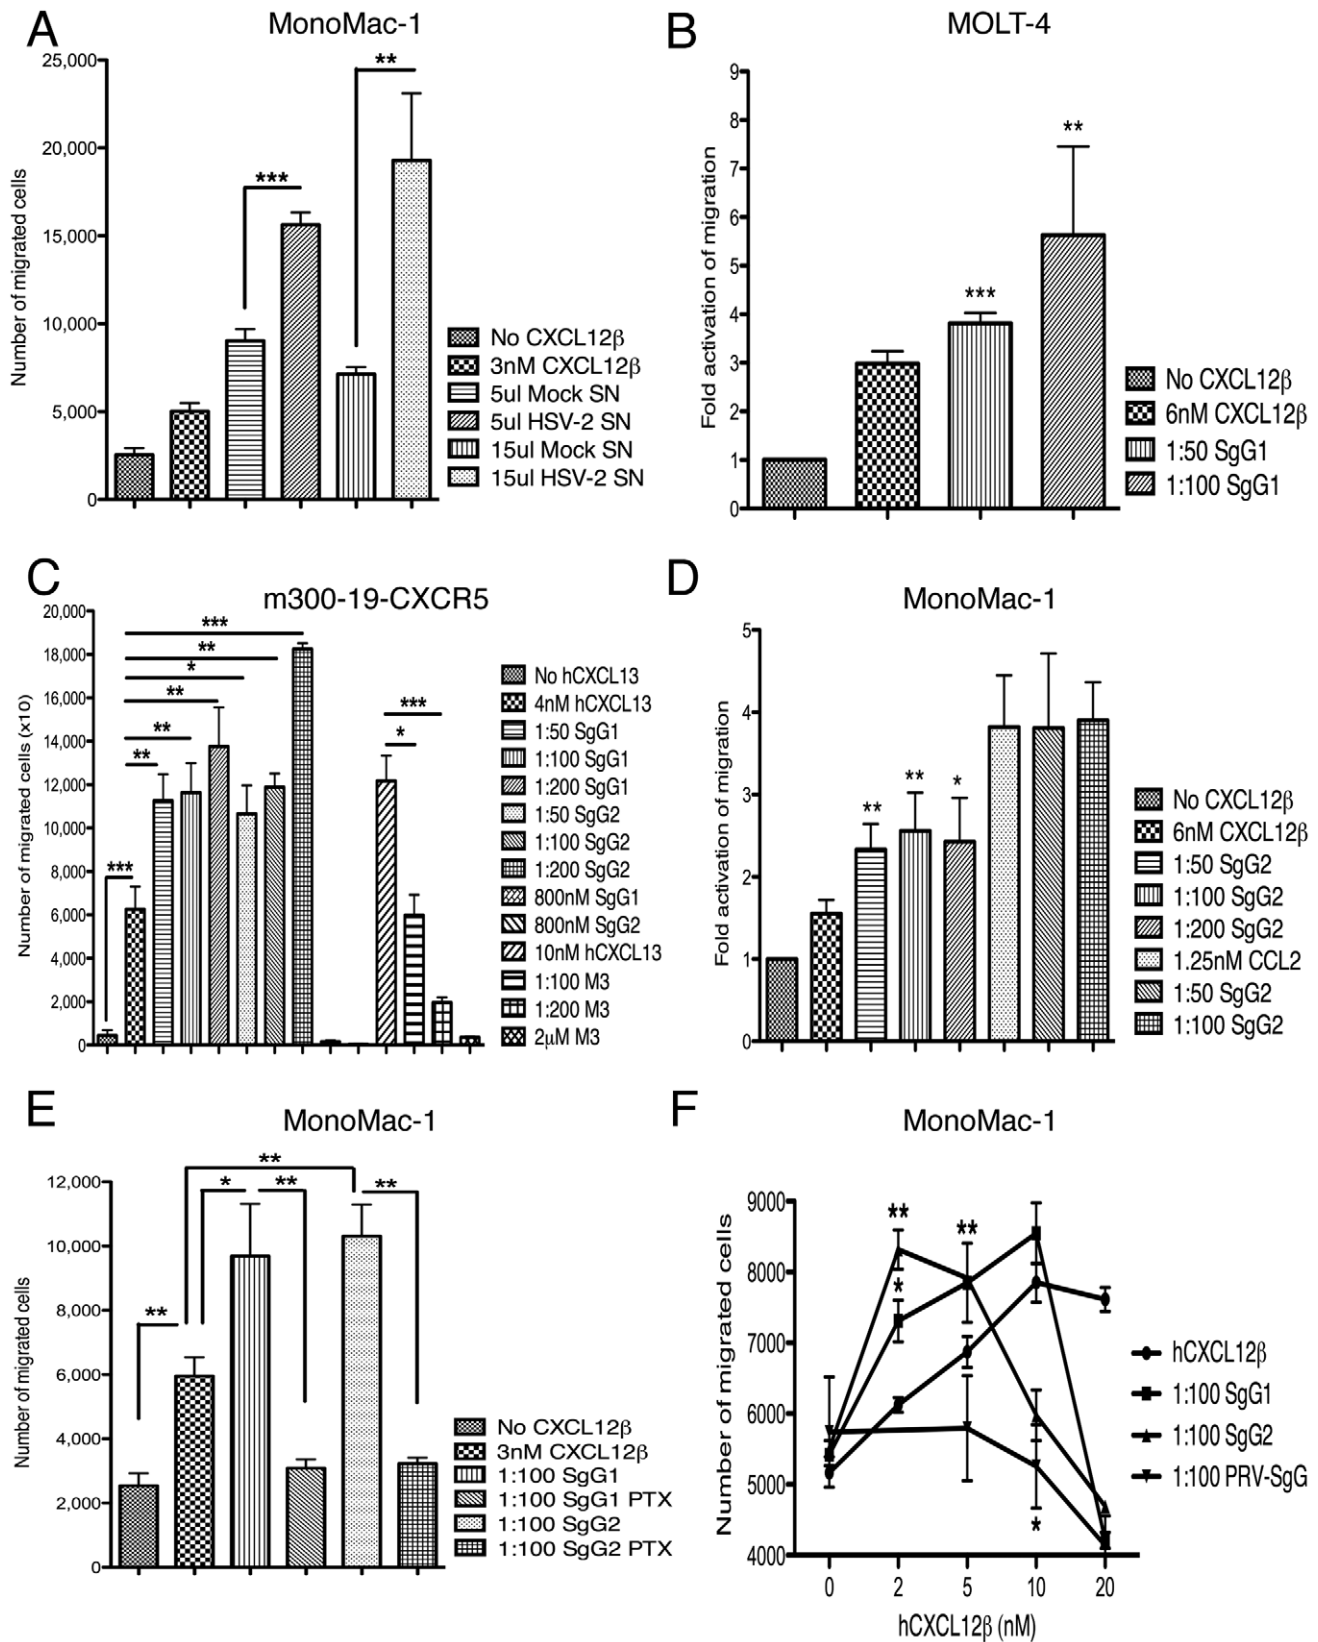 A
MonoMac-1
25,000
20,000
15,000
10,000
5,000
0
Number of migrated cells
***
**
No CXCL12β
3nM CXCL12β
5ul Mock SN
5ul HSV-2 SN
15ul Mock SN
15ul HSV-2 SN
B
MOLT-4
9
8
7
6
5
4
3
2
1
0
Fold activation of migration
***
**
No CXCL12β
6nM CXCL12β
1:50 SgG1
1:100 SgG1
C
m300-19-CXCR5
20,000
18,000
16,000
14,000
12,000
10,000
8,000
6,000
4,000
2,000
0
Number of migrated cells (x10)
***
**
*
**
**
**
***
***
*
No hCXCL13
4nM hCXCL13
1:50 SgG1
1:100 SgG1
1:200 SgG1
1:50 SgG2
1:100 SgG2
1:200 SgG2
800nM SgG1
800nM SgG2
10nM hCXCL13
1:100 M3
1:200 M3
2µM M3
D
MonoMac-1
5
4
3
2
1
0
Fold activation of migration
**
**
*
No CXCL12β
6nM CXCL12β
1:50 SgG2
1:100 SgG2
1:200 SgG2
1.25nM CCL2
1:50 SgG2
1:100 SgG2
E
MonoMac-1
12,000
10,000
8,000
6,000
4,000
2,000
0
Number of migrated cells
**
**
*
**
**
No CXCL12β
3nM CXCL12β
1:100 SgG1
1:100 SgG1 PTX
1:100 SgG2
1:100 SgG2 PTX
F
MonoMac-1
9000
8000
7000
6000
5000
4000
Number of migrated cells
**
*
**
*
0 2 5 10 20
hCXCL12β (nM)
hCXCL12β
1:100 SgG1
1:100 SgG2
1:100 PRV-SgG